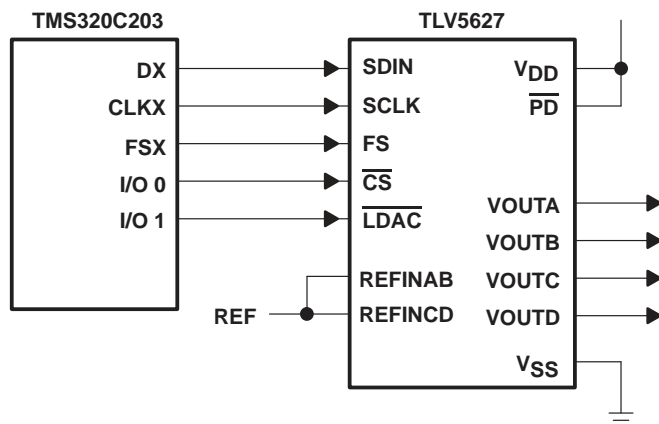 TMS320C203
TLV5627
DX
SDIN
VDD
CLKX
SCLK
PD
FSX
FS
I/O 0
CS
I/O 1
LDAC
VOUTA
VOUTB
REFINAB
VOUTC
REF
REFINCD
VOUTD
VSS